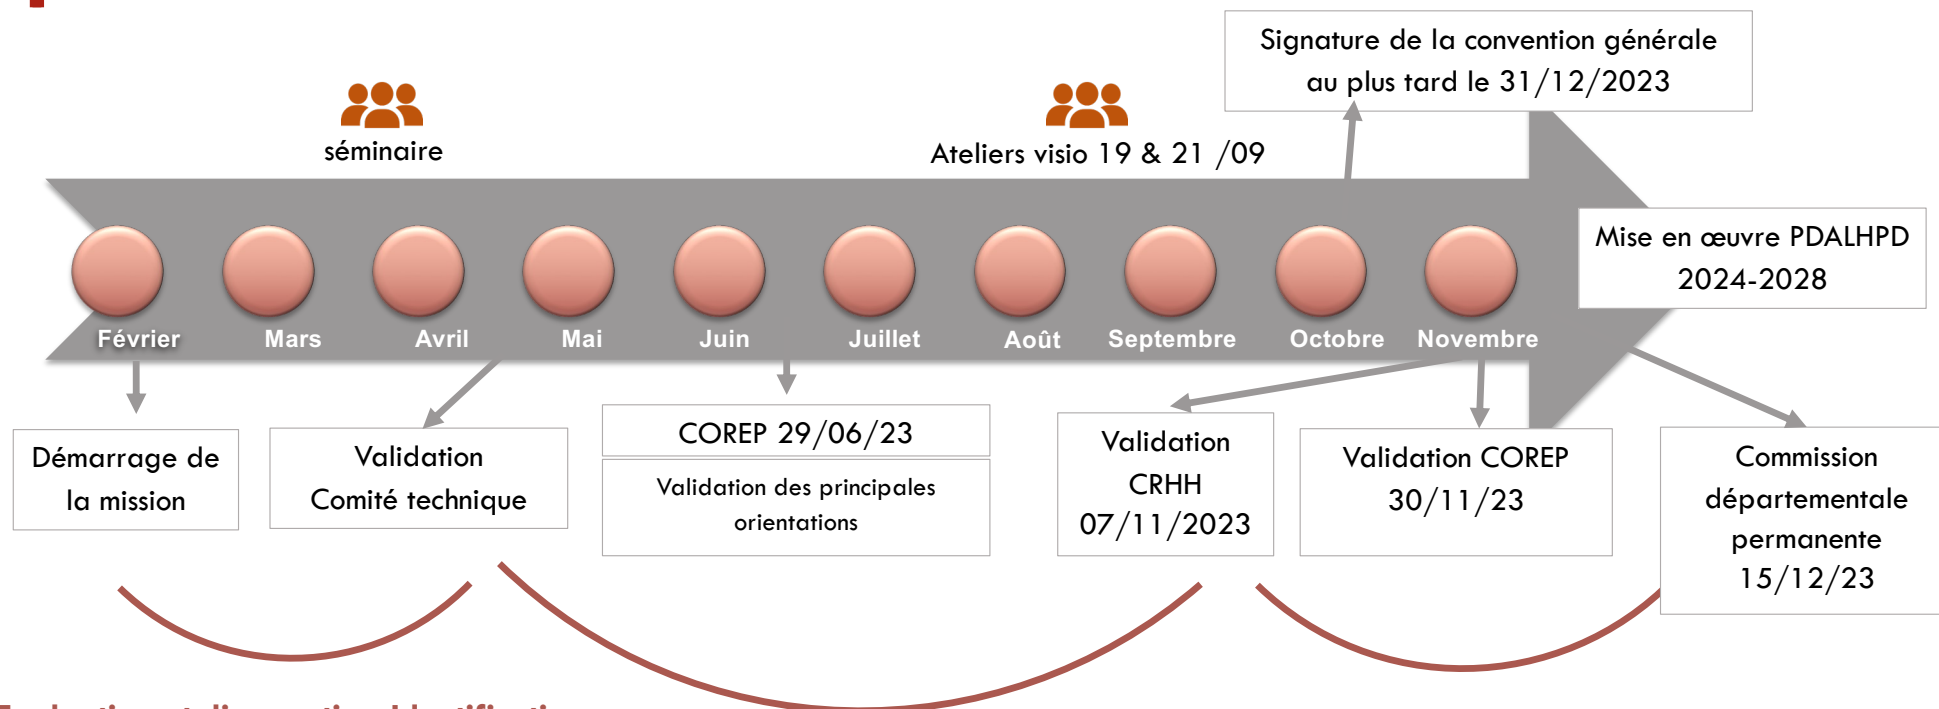 Signature de la convention générale
au plus tard le 31/12/2023
séminaire
Ateliers visio 19 & 21 /09
Mise en œuvre PDALHPD
2024-2028
Février
Mars
Avril
Mai
Juin
Juillet
Août
Septembre
Octobre
Novembre
Démarrage de
la mission
Validation
Comité technique
COREP 29/06/23
Validation des principales
orientations
Validation
CRHH
07/11/2023
Validation COREP
30/11/23
Commission
départementale
permanente
15/12/23